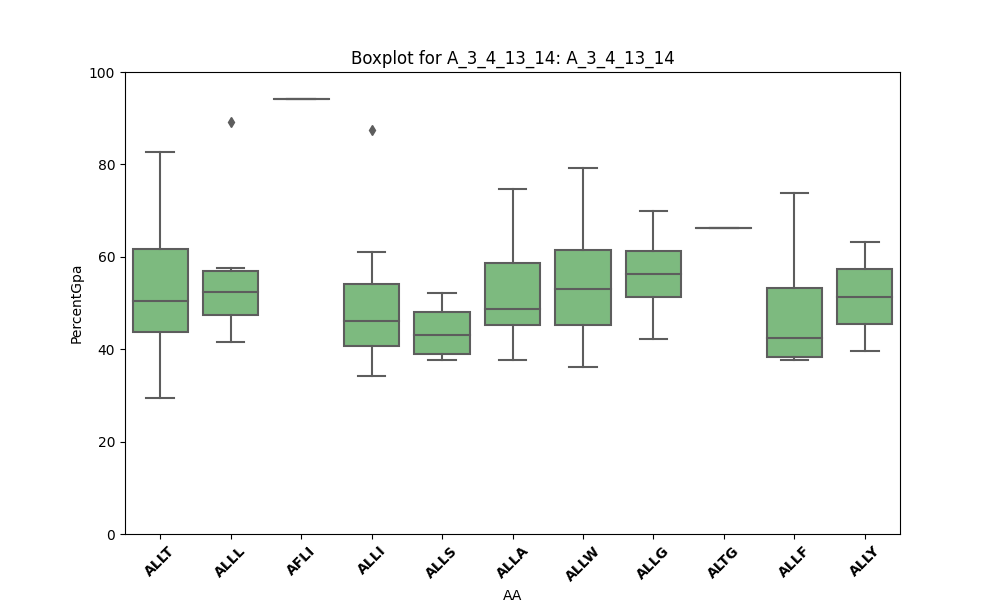 Boxplot for A_3_4_13_14: A_3_4_13_14
PercentGpa
100
80
60
40
20
0
ALLT ALLL AFLI ALLI ALLS ALLA ALLW ALLG ALTG ALLF ALLY
AA